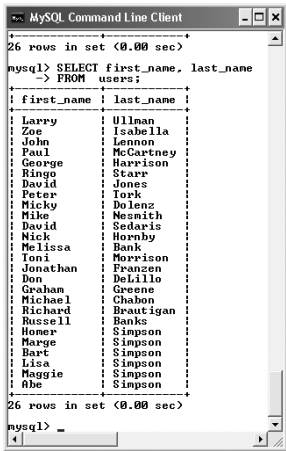 MySQL Command Line Client
26 rows in set (0.00 sec)
mysql> SELECT first_name, last_name
-> FROM users;
| first_name | last_name |
| Larry | Ullman |
| Zoe | Isabella |
| John | Lennon |
| Paul | McCartney |
| George | Harrison |
| Ringo | Starr |
| David | Jones |
| Peter | Tork |
| Micky | Dolenz |
| Mike | Nesmith |
| David | Sedaris |
| Nick | Hornby |
| Melissa | Bank |
| Toni | Morrison |
| Jonathan | Franzen |
| Don | DeLillo |
| Graham | Greene |
| Michael | Chabon |
| Richard | Brautigan |
| Russell | Banks |
| Homer | Simpson |
| Marge | Simpson |
| Bart | Simpson |
| Lisa | Simpson |
| Maggie | Simpson |
| Abe | Simpson |
26 rows in set (0.00 sec)
mysql> _